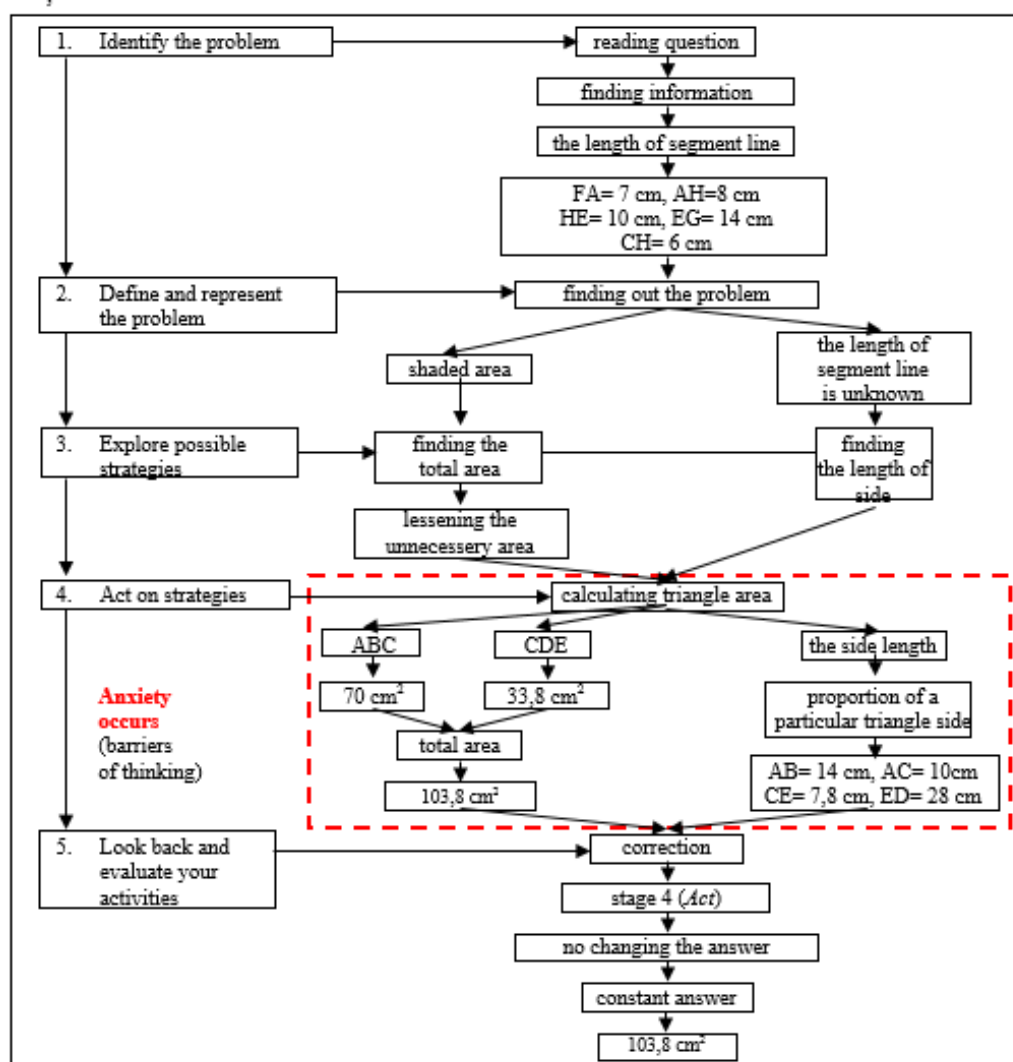 1. Identify the problem
reading question
finding information
the length of segment line
FA= 7 cm, AH=8 cm
HE= 10 cm, EG= 14 cm
CH= 6 cm
2. Define and represent
the problem
finding out the problem
shaded area
the length of
segment line
is unknown
3. Explore possible
strategies
finding the
total area
finding
the length of
side
lessening the
unnecessery area
4. Act on strategies
calculating triangle area
ABC
CDE
the side length
70 cm²
33,8 cm²
proportion of a
particular triangle side
Anxiety
occurs
(barriers
of thinking)
total area
103,8 cm²
AB= 14 cm, AC= 10cm
CE= 7,8 cm, ED= 28 cm
5. Look back and
evaluate your
activities
correction
stage 4 (Act)
no changing the answer
constant answer
103,8 cm²